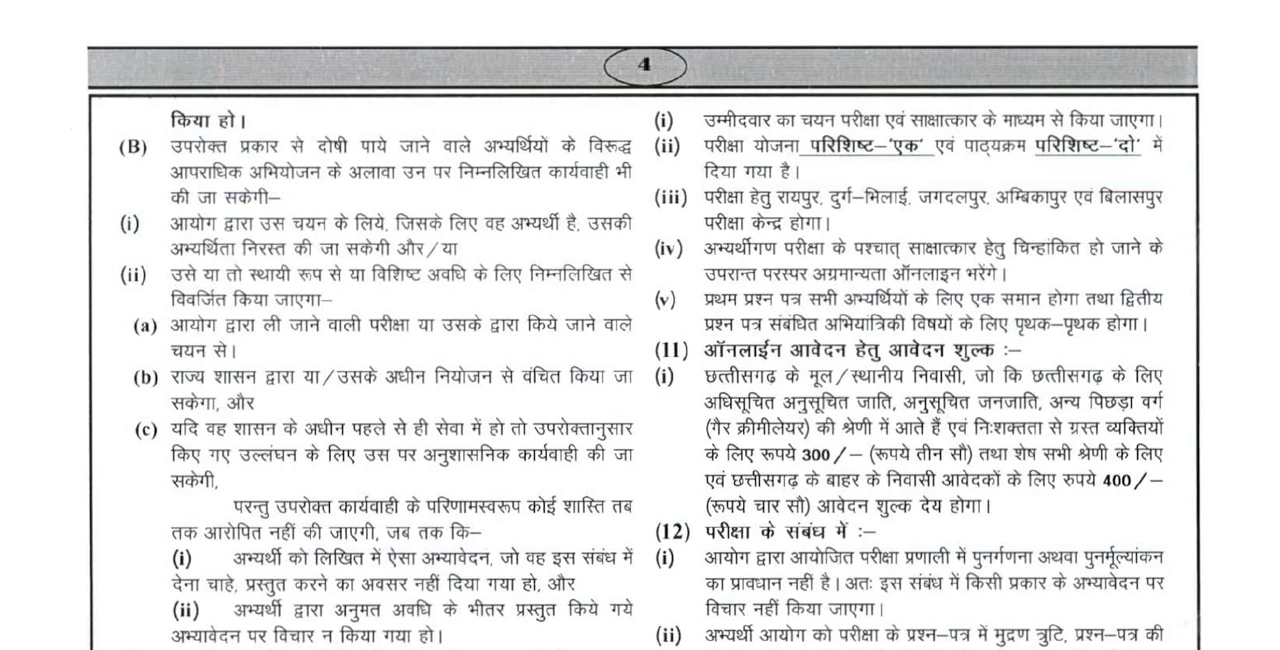 4
किया हो।
(B) उपरोक्त प्रकार से दोषी पाये जाने वाले अभ्यर्थियों के विरूद्ध
आपराधिक अभियोजन के अलावा उन पर निम्नलिखित कार्यवाही भी
की जा सकेगी–
(i) आयोग द्वारा उस चयन के लिये, जिसके लिए वह अभ्यर्थी है, उसकी
अभ्यर्थिता निरस्त की जा सकेगी और/या
(ii) उसे या तो स्थायी रूप से या विशिष्ट अवधि के लिए निम्नलिखित से
विवर्जित किया जाएगा–
(a) आयोग द्वारा ली जाने वाली परीक्षा या उसके द्वारा किये जाने वाले
चयन से।
(b) राज्य शासन द्वारा या/उसके अधीन नियोजन से वंचित किया जा
सकेगा, और
(c) यदि वह शासन के अधीन पहले से ही सेवा में हो तो उपरोक्तानुसार
किए गए उल्लंघन के लिए उस पर अनुशासनिक कार्यवाही की जा
सकेगी,
परन्तु उपरोक्त कार्यवाही के परिणामस्वरूप कोई शास्ति तब
तक आरोपित नहीं की जाएगी, जब तक कि–
(i) अभ्यर्थी को लिखित में ऐसा अभ्यावेदन, जो वह इस संबंध में
देना चाहे, प्रस्तुत करने का अवसर नहीं दिया गया हो, और
(ii) अभ्यर्थी द्वारा अनुमत अवधि के भीतर प्रस्तुत किये गये
अभ्यावेदन पर विचार न किया गया हो।
(i) उम्मीदवार का चयन परीक्षा एवं साक्षात्कार के माध्यम से किया जाएगा।
(ii) परीक्षा योजना परिशिष्ट–'एक' एवं पाठ्यक्रम परिशिष्ट–'दो' में
दिया गया है।
(iii) परीक्षा हेतु रायपुर, दुर्ग–भिलाई, जगदलपुर, अम्बिकापुर एवं बिलासपुर
परीक्षा केन्द्र होगा।
(iv) अभ्यर्थीगण परीक्षा के पश्चात् साक्षात्कार हेतु चिन्हांकित हो जाने के
उपरान्त परस्पर अग्रमान्यता ऑनलाइन भरेंगे।
(v) प्रथम प्रश्न पत्र सभी अभ्यर्थियों के लिए एक समान होगा तथा द्वितीय
प्रश्न पत्र संबंधित अभियांत्रिकी विषयों के लिए पृथक–पृथक होगा।
(11) ऑनलाईन आवेदन हेतु आवेदन शुल्क :–
(i) छत्तीसगढ़ के मूल/स्थानीय निवासी, जो कि छत्तीसगढ़ के लिए
अधिसूचित अनुसूचित जाति, अनुसूचित जनजाति, अन्य पिछड़ा वर्ग
(गैर क्रीमीलेयर) की श्रेणी में आते हैं एवं निःशक्तता से ग्रस्त व्यक्तियों
के लिए रूपये 300/– (रूपये तीन सौ) तथा शेष सभी श्रेणी के लिए
एवं छत्तीसगढ़ के बाहर के निवासी आवेदकों के लिए रुपये 400/–
(रूपये चार सौ) आवेदन शुल्क देय होगा।
(12) परीक्षा के संबंध में :–
(i) आयोग द्वारा आयोजित परीक्षा प्रणाली में पुनर्गणना अथवा पुनर्मूल्यांकन
का प्रावधान नहीं है। अतः इस संबंध में किसी प्रकार के अभ्यावेदन पर
विचार नहीं किया जाएगा।
(ii) अभ्यर्थी आयोग को परीक्षा के प्रश्न–पत्र में मुद्रण त्रुटि, प्रश्न–पत्र की